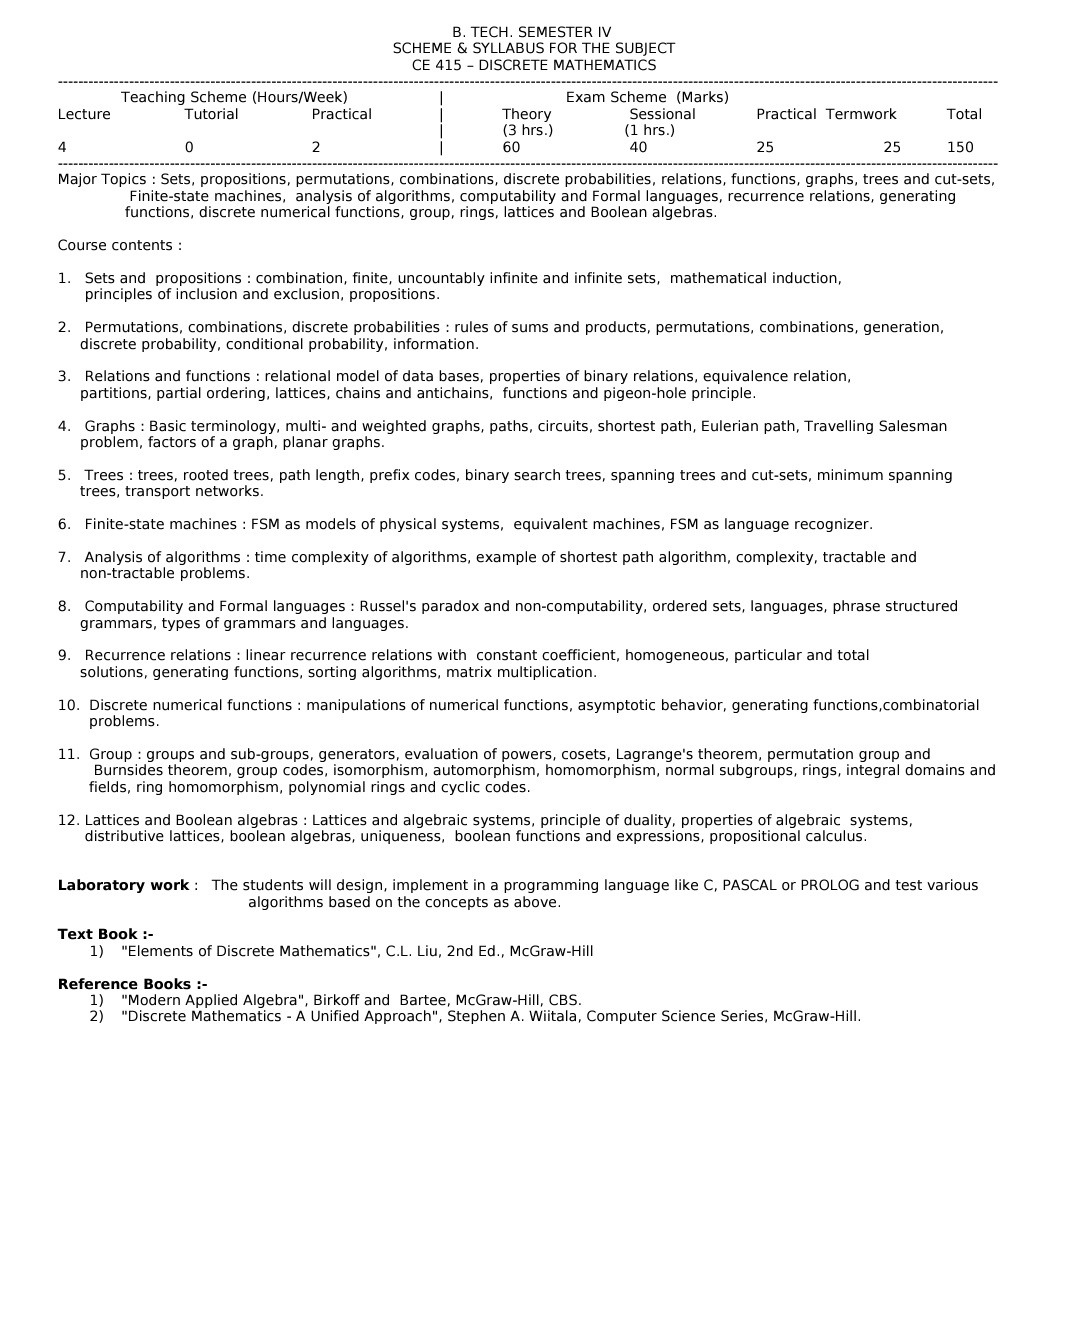 B. TECH. SEMESTER IV
SCHEME & SYLLABUS FOR THE SUBJECT
CE 415 – DISCRETE MATHEMATICS
--------------------------------------------------------------------------------
Teaching Scheme (Hours/Week) | Exam Scheme (Marks)
Lecture Tutorial Practical | Theory Sessional Practical Termwork Total
| (3 hrs.) (1 hrs.)
4 0 2 | 60 40 25 25 150
--------------------------------------------------------------------------------
Major Topics : Sets, propositions, permutations, combinations, discrete probabilities, relations, functions, graphs, trees and cut-sets,
Finite-state machines, analysis of algorithms, computability and Formal languages, recurrence relations, generating
functions, discrete numerical functions, group, rings, lattices and Boolean algebras.
Course contents :
1. Sets and propositions : combination, finite, uncountably infinite and infinite sets, mathematical induction,
principles of inclusion and exclusion, propositions.
2. Permutations, combinations, discrete probabilities : rules of sums and products, permutations, combinations, generation,
discrete probability, conditional probability, information.
3. Relations and functions : relational model of data bases, properties of binary relations, equivalence relation,
partitions, partial ordering, lattices, chains and antichains, functions and pigeon-hole principle.
4. Graphs : Basic terminology, multi- and weighted graphs, paths, circuits, shortest path, Eulerian path, Travelling Salesman
problem, factors of a graph, planar graphs.
5. Trees : trees, rooted trees, path length, prefix codes, binary search trees, spanning trees and cut-sets, minimum spanning
trees, transport networks.
6. Finite-state machines : FSM as models of physical systems, equivalent machines, FSM as language recognizer.
7. Analysis of algorithms : time complexity of algorithms, example of shortest path algorithm, complexity, tractable and
non-tractable problems.
8. Computability and Formal languages : Russel's paradox and non-computability, ordered sets, languages, phrase structured
grammars, types of grammars and languages.
9. Recurrence relations : linear recurrence relations with constant coefficient, homogeneous, particular and total
solutions, generating functions, sorting algorithms, matrix multiplication.
10. Discrete numerical functions : manipulations of numerical functions, asymptotic behavior, generating functions,combinatorial
problems.
11. Group : groups and sub-groups, generators, evaluation of powers, cosets, Lagrange's theorem, permutation group and
Burnsides theorem, group codes, isomorphism, automorphism, homomorphism, normal subgroups, rings, integral domains and
fields, ring homomorphism, polynomial rings and cyclic codes.
12. Lattices and Boolean algebras : Lattices and algebraic systems, principle of duality, properties of algebraic systems,
distributive lattices, boolean algebras, uniqueness, boolean functions and expressions, propositional calculus.
Laboratory work : The students will design, implement in a programming language like C, PASCAL or PROLOG and test various
algorithms based on the concepts as above.
Text Book :-
1) "Elements of Discrete Mathematics", C.L. Liu, 2nd Ed., McGraw-Hill
Reference Books :-
1) "Modern Applied Algebra", Birkoff and Bartee, McGraw-Hill, CBS.
2) "Discrete Mathematics - A Unified Approach", Stephen A. Wiitala, Computer Science Series, McGraw-Hill.